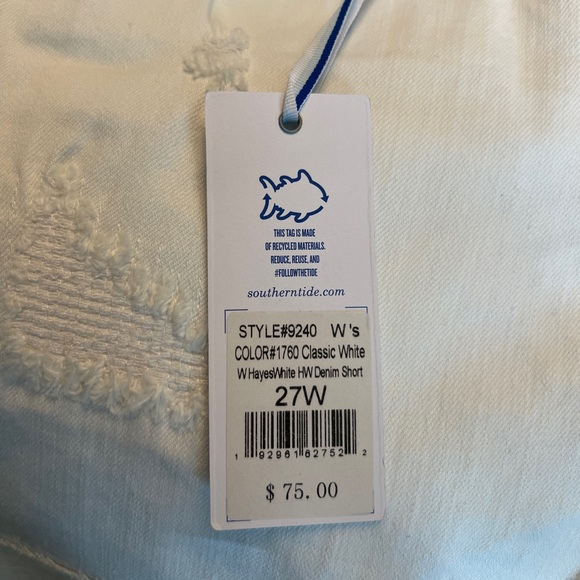 THIS TAG IS MADE
OF RECYCLED MATERIALS.
REDUCE, REUSE, AND
#FOLLOWTHETIDE
southerntide.com
STYLE#9240 W's
COLOR#1760 Classic White
W HayesWhite HW Denim Short
27W
1 92961 62752 2
$ 75.00